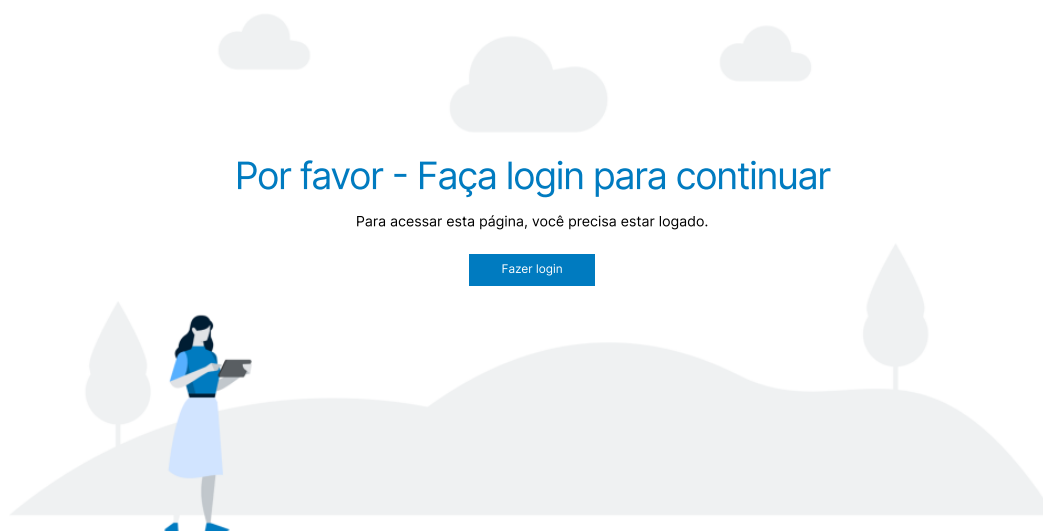 Por favor - Faça login para continuar
Para acessar esta página, você precisa estar logado.
Fazer login